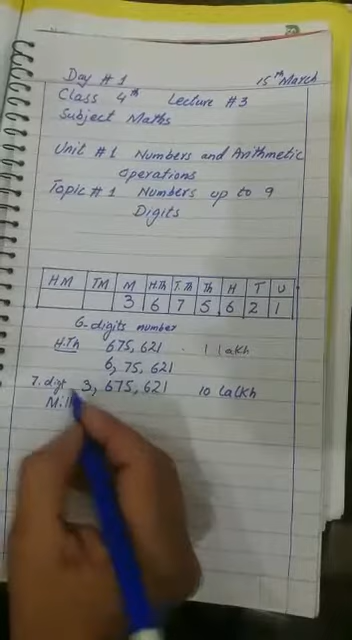 Day # 1 15th March
Class 4th Lecture #3
Subject Maths
Unit #1 Numbers and Arithmetic
Operations
Topic #1 Numbers up to 9
Digits
HM TM M H.Th T.Th Th H T U
3 6 7 5 6 2 1
6-digits number
H.Th 675,621 1 lakh
6,75,621
7.digt 3,675,621 10 lakh
Mill